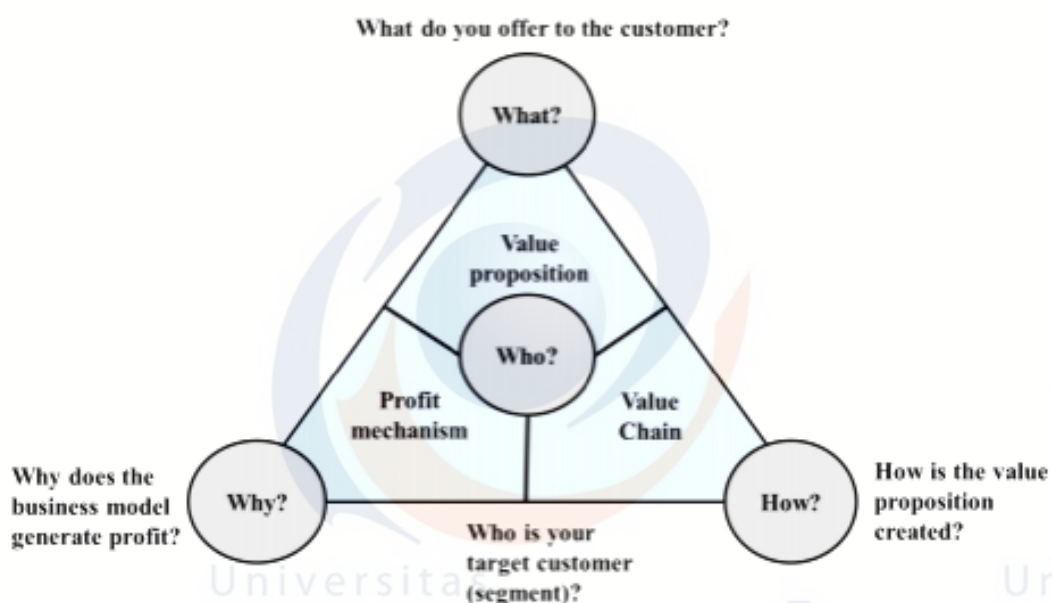 What do you offer to the customer?
What?
Value
proposition
Who?
Profit
mechanism
Value
Chain
Why does the
business model
generate profit?
Why?
How?
How is the value
proposition
created?
Who is your
target customer
(segment)?
Universitas